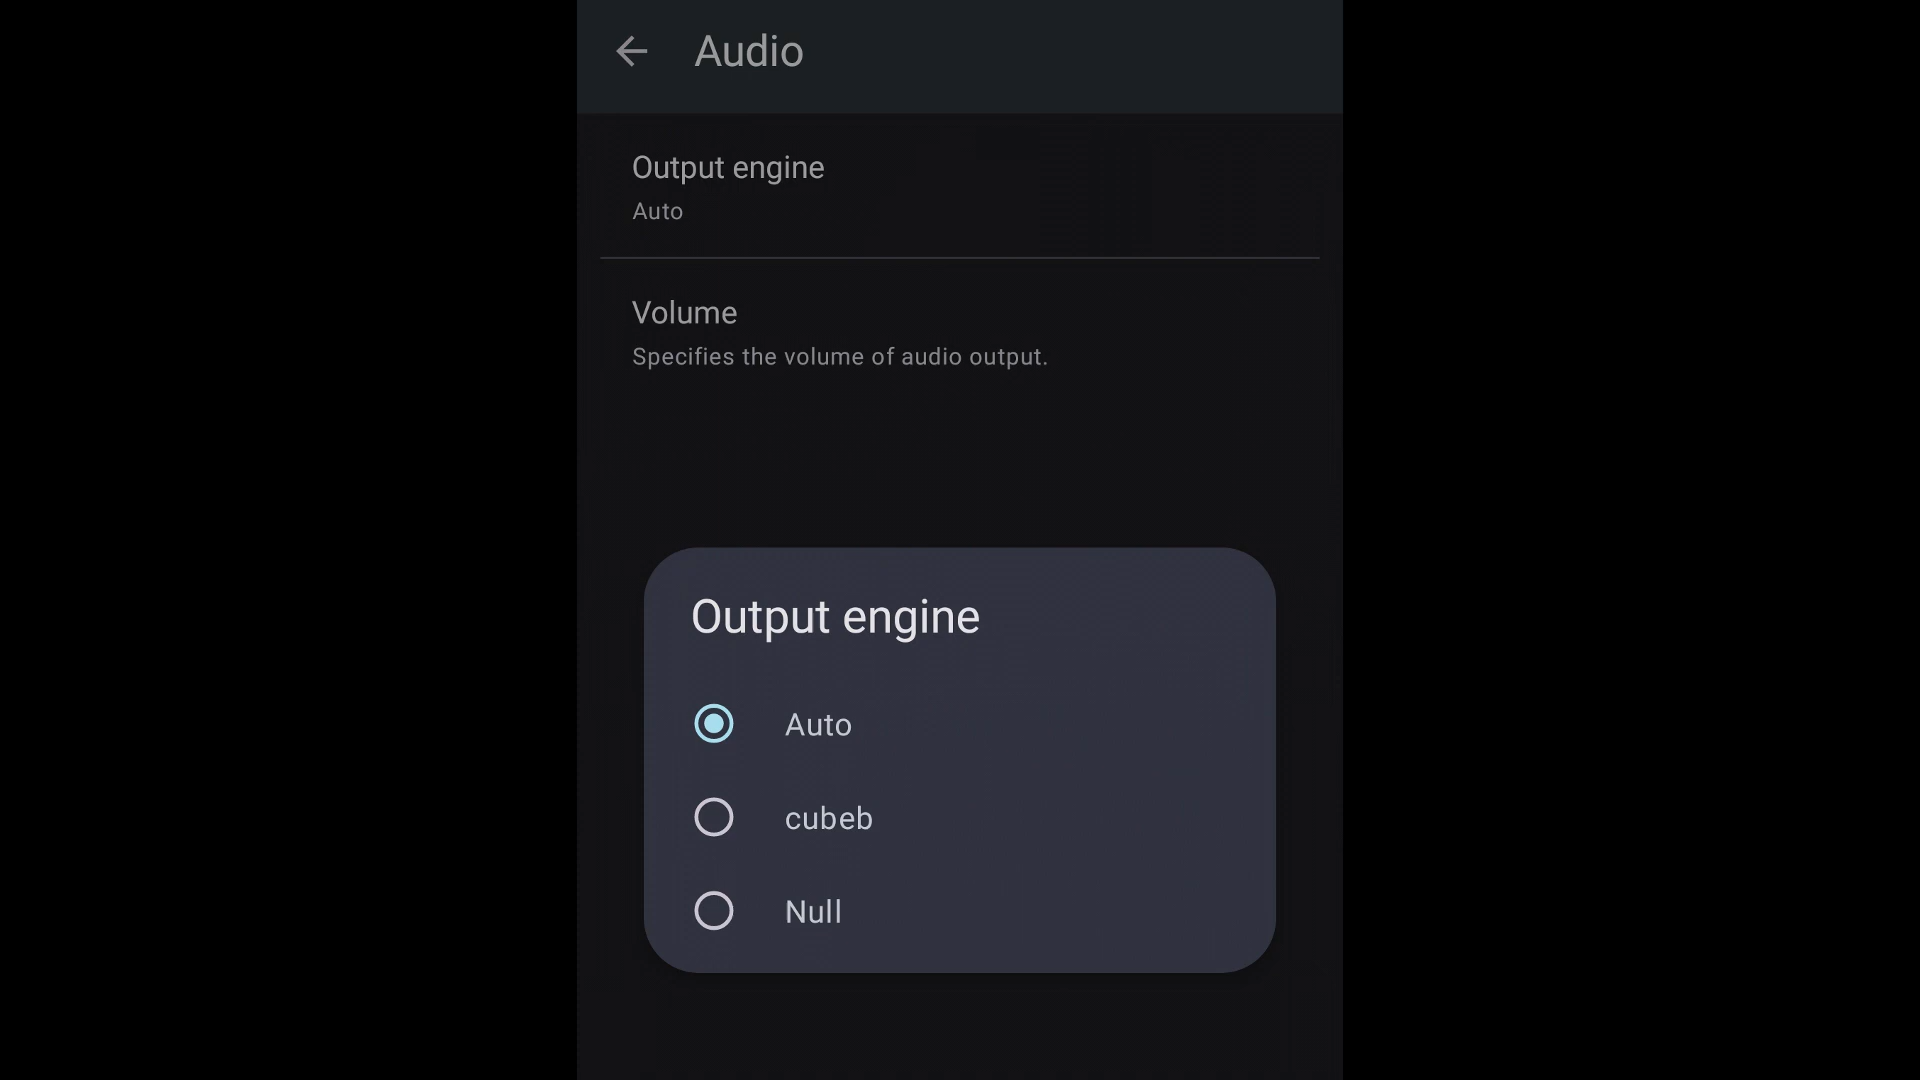 Audio
Output engine
Auto
Volume
Specifies the volume of audio output.
Output engine
Auto
cubeb
Null